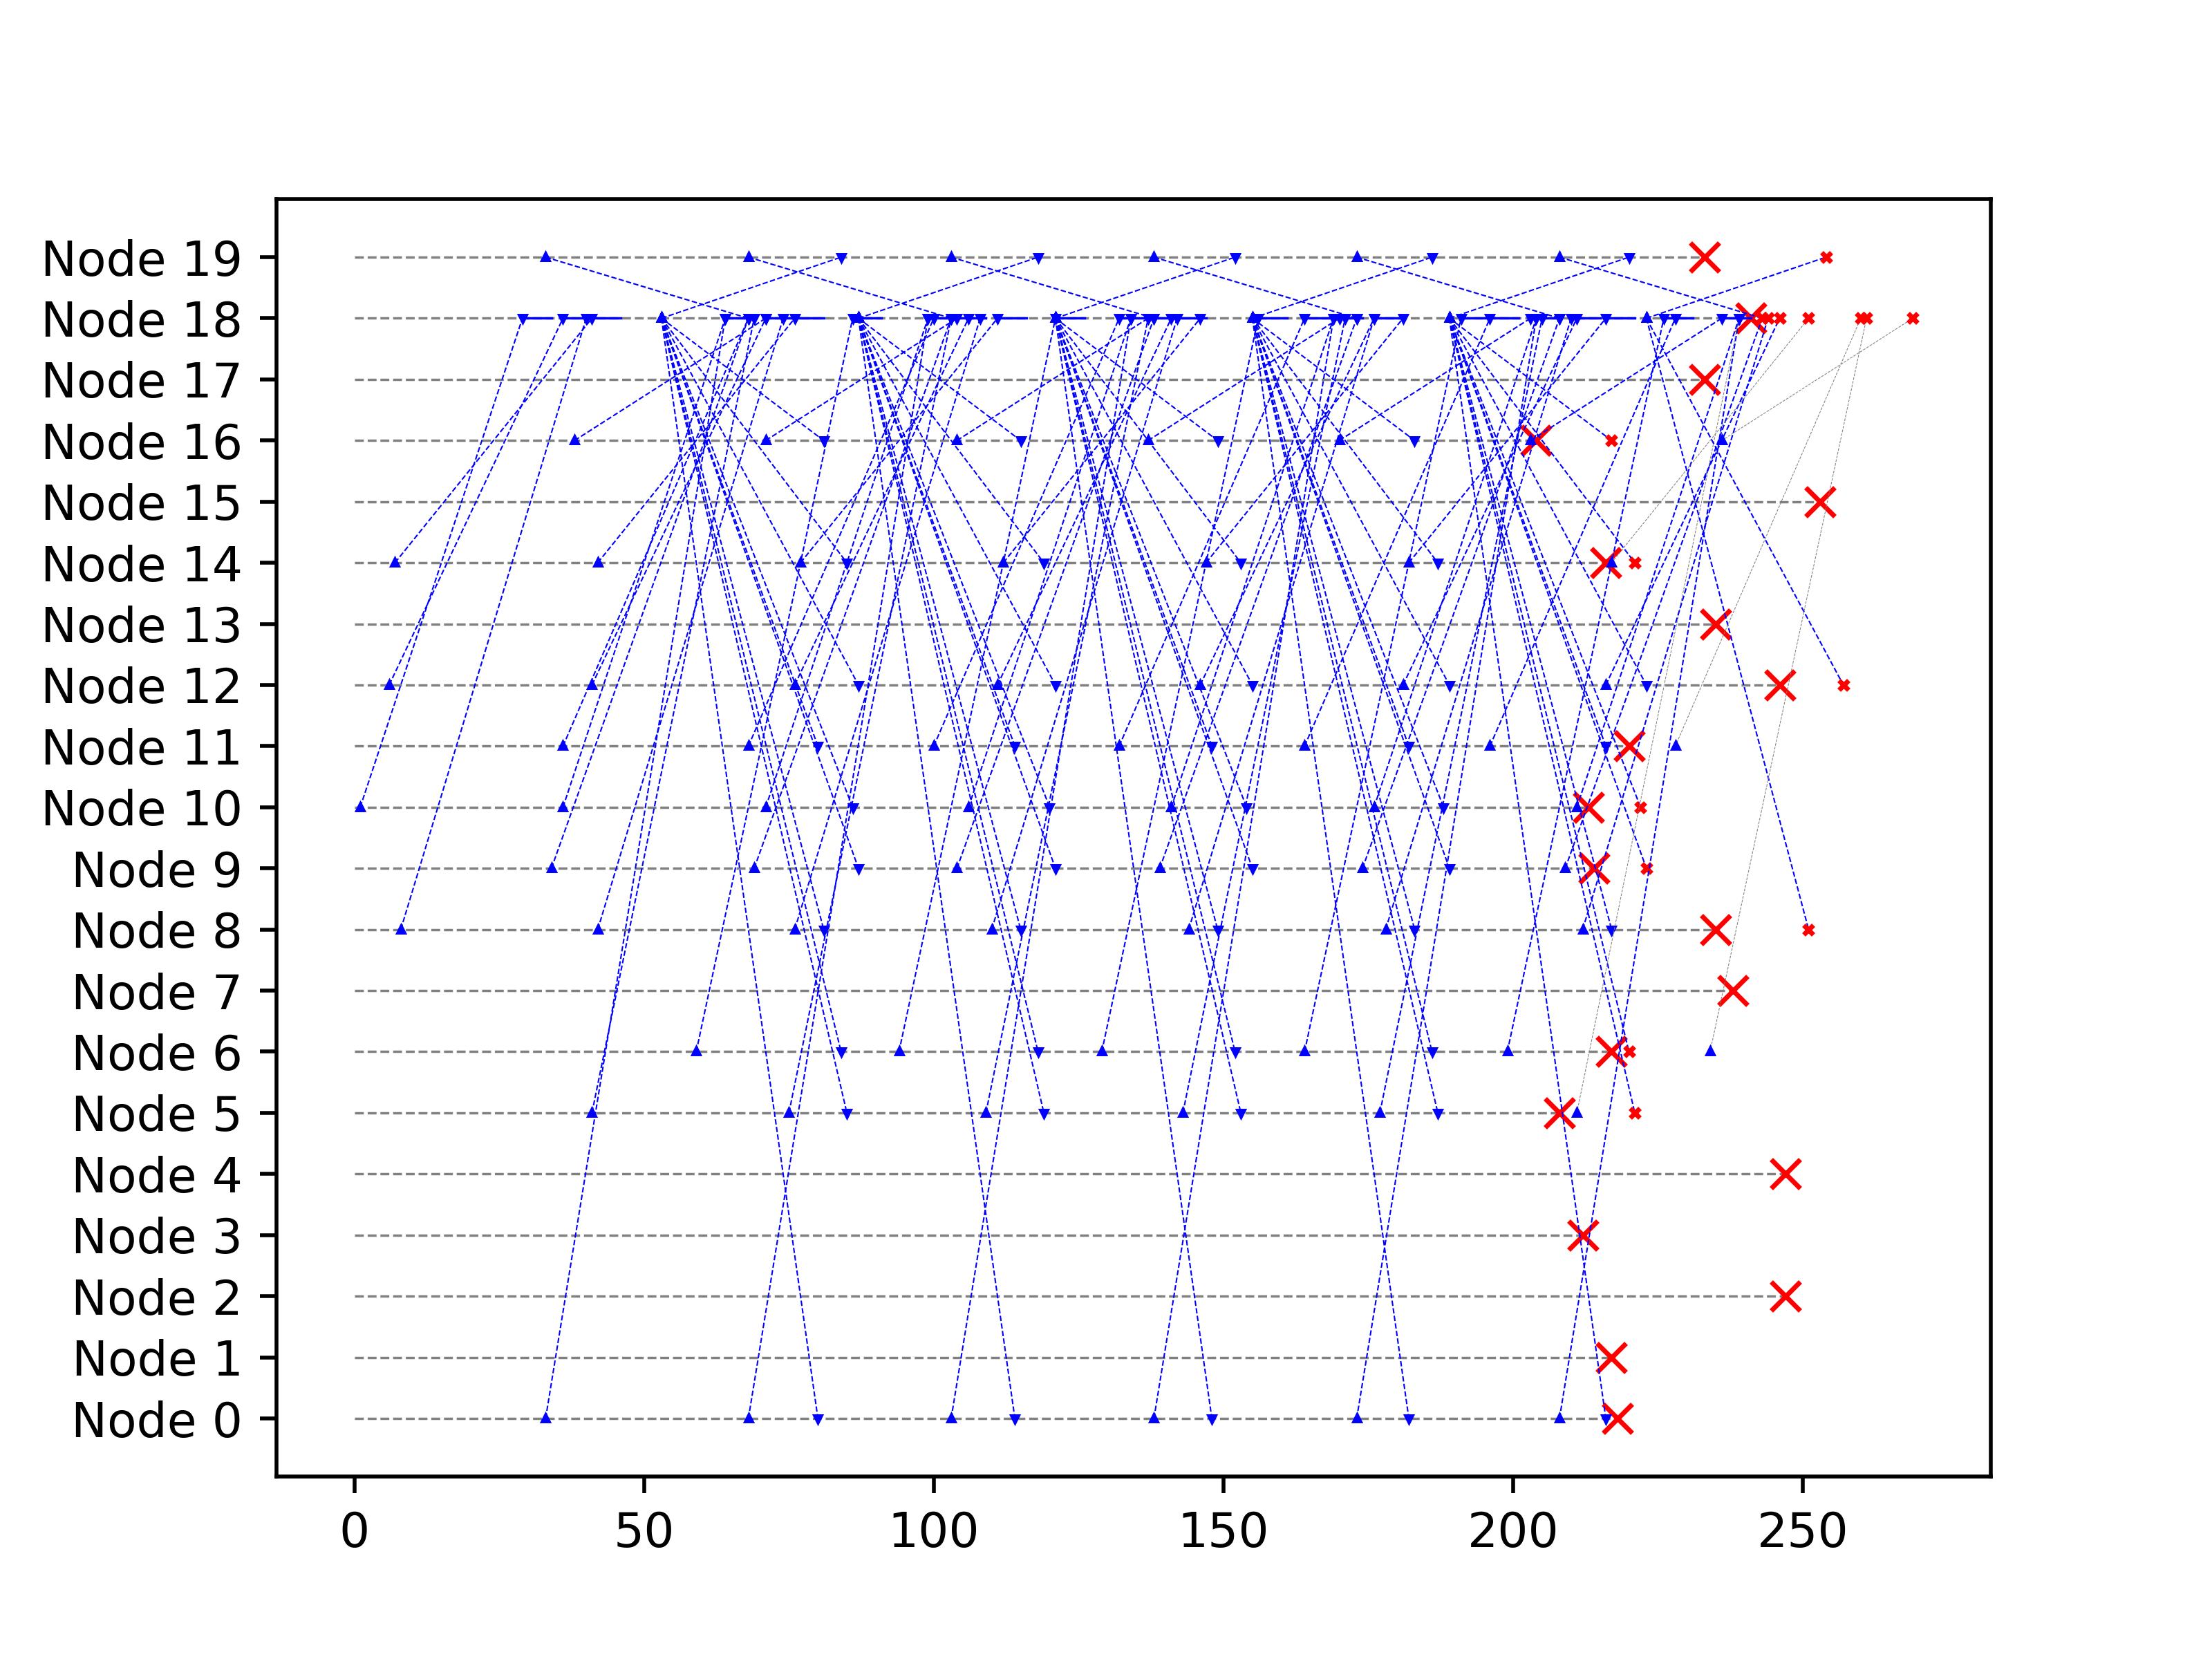 Node 19
Node 18
Node 17
Node 16
Node 15
Node 14
Node 13
Node 12
Node 11
Node 10
Node 9
Node 8
Node 7
Node 6
Node 5
Node 4
Node 3
Node 2
Node 1
Node 0
0 50 100 150 200 250